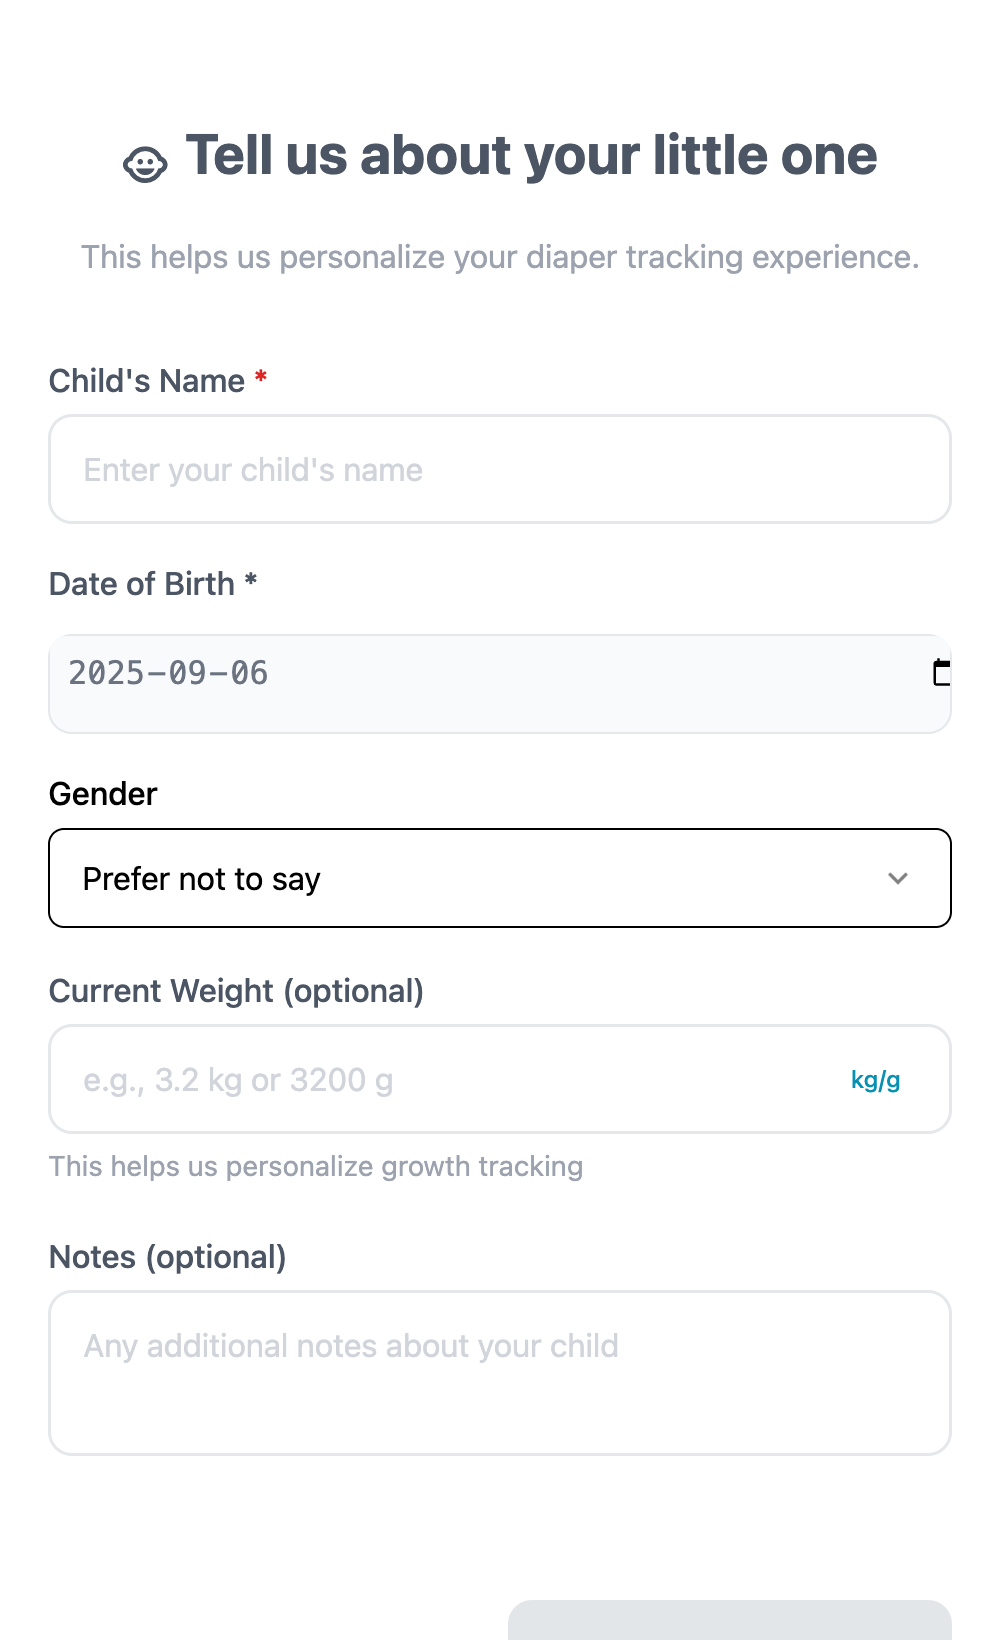 Tell us about your little one
This helps us personalize your diaper tracking experience.
Child's Name *
Enter your child's name
Date of Birth *
2025-09-06
Gender
Prefer not to say
Current Weight (optional)
e.g., 3.2 kg or 3200 g
kg/g
This helps us personalize growth tracking
Notes (optional)
Any additional notes about your child